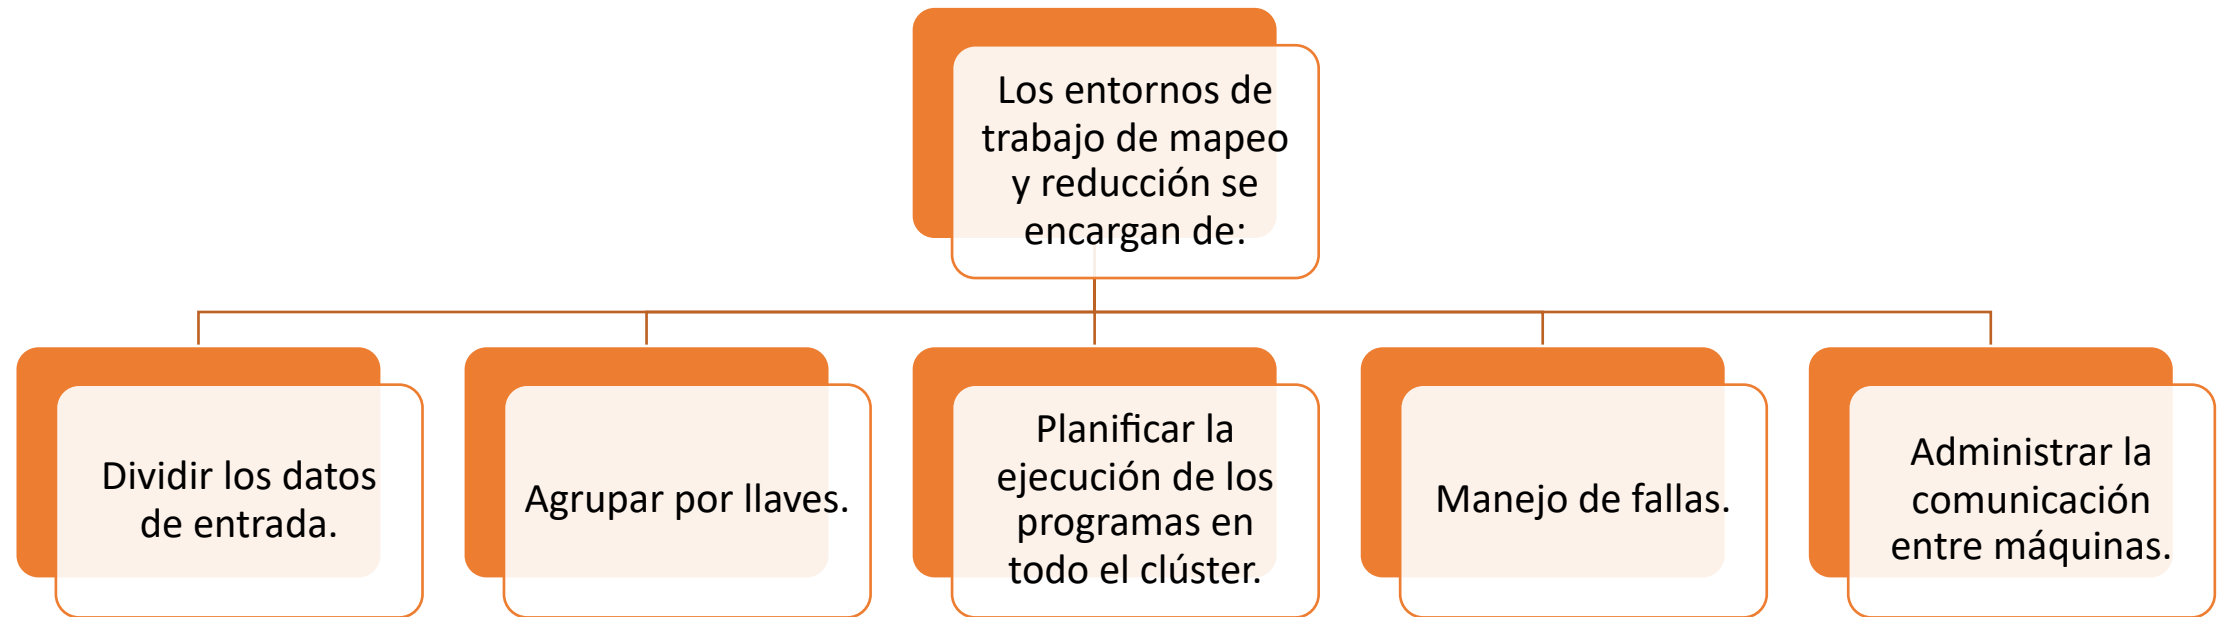 Los entornos de
trabajo de mapeo
y reducción se
encargan de:
Dividir los datos
de entrada.
Agrupar por llaves.
Planificar la
ejecución de los
programas en
todo el clúster.
Manejo de fallas.
Administrar la
comunicación
entre máquinas.